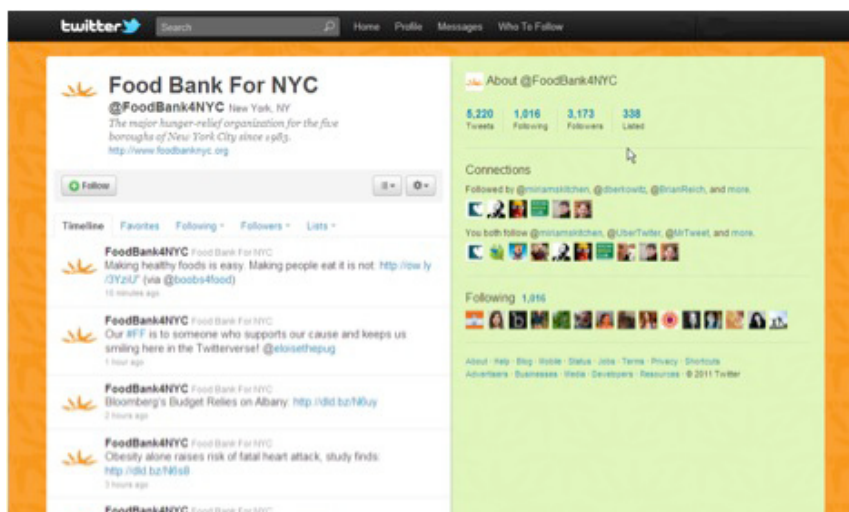 twitter
Search
Home Profile Messages Who To Follow
Food Bank For NYC
@FoodBank4NYC New York, NY
The major hunger-relief organization for the five
boroughs of New York City since 1983.
http://www.foodbanknyc.org
Follow
Timeline Favorites Following Followers Lists
FoodBank4NYC Food Bank For NYC
Making healthy foods is easy. Making people eat it is not. http://ow.ly
/3YziU" (via @boobs4food)
16 minutes ago
FoodBank4NYC Food Bank For NYC
Our #FF is to someone who supports our cause and keeps us
smiling here in the Twitterverse! @eloisethepug
1 hour ago
FoodBank4NYC Food Bank For NYC
Bloomberg's Budget Relies on Albany: http://dld.bz/N6uy
2 hours ago
FoodBank4NYC Food Bank For NYC
Obesity alone raises risk of fatal heart attack, study finds:
http://dld.bz/N6s8
3 hours ago
FoodBank4NYC Food Bank For NYC
About @FoodBank4NYC
5,220 1,016 3,173 338
Tweets Following Followers Listed
Connections
Followed by @miriamskitchen, @dberkowitz, @BrianReich, and more.
You both follow @miriamskitchen, @UberTwiter, @MrTweet, and more.
Following 1,016
About · Help · Blog · Mobile · Status · Jobs · Terms · Privacy · Shortcuts
Advertisers · Businesses · Media · Developers · Resources · © 2011 Twitter